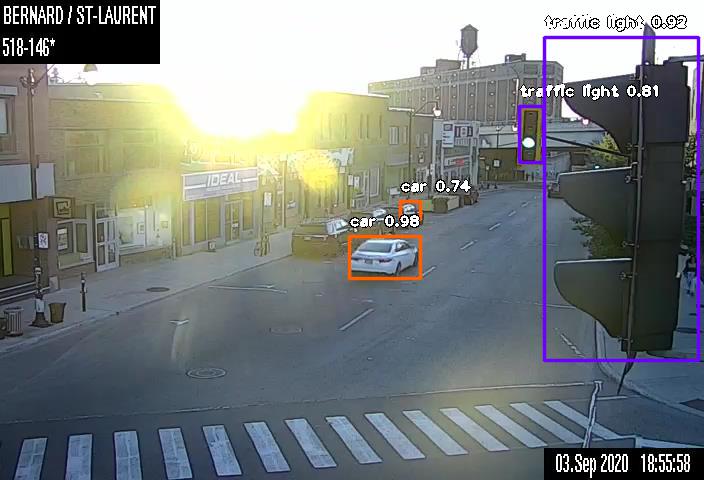 BERNARD / ST-LAURENT
518-146*
traffic light 0.92
traffic light 0.81
IDEAL
car 0.74
car 0.98
03.Sep 2020 18:55:58